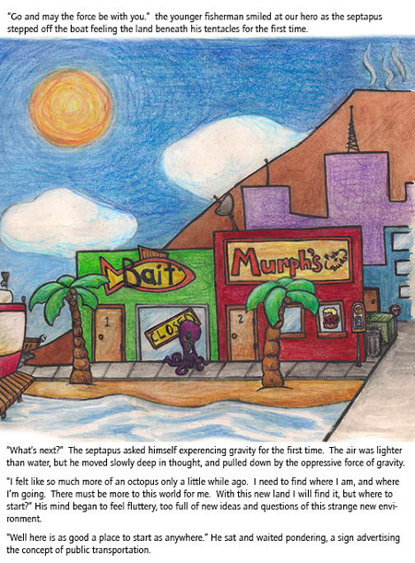 "Go and may the force be with you."  the younger fisherman smiled at our hero as the septapus
stepped off the boat feeling the land beneath his tentacles for the first time.
Bait
Murph's
CLOSED
1
2
"What's next?"  The septapus asked himself experencing gravity for the first time.  The air was lighter
than water, but he moved slowly deep in thought, and pulled down by the oppressive force of gravity.
"I felt like so much more of an octopus only a little while ago.  I need to find where I am, and where
I'm going.  There must be more to this world for me.  With this new land I will find it, but where to
start?" His mind began to feel fluttery, too full of new ideas and questions of this strange new envi-
ronment.
"Well here is as good a place to start as anywhere." He sat and waited pondering, a sign advertising
the concept of public transportation.